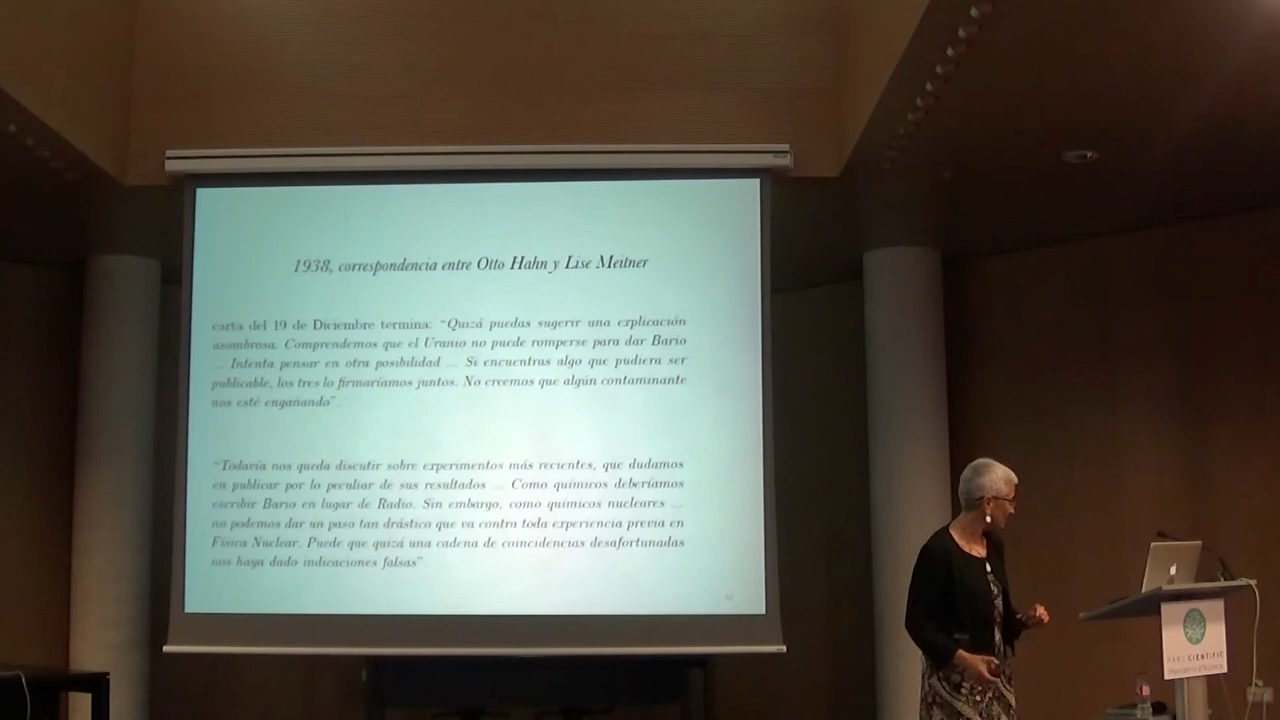 1938, correspondencia entre Otto Hahn y Lise Meitner
carta del 19 de Diciembre termina: “Quizá puedas sugerir una explicación
asombrosa. Comprendemos que el Uranio no puede romperse para dar Bario
... Intenta pensar en otra posibilidad ... Si encuentras algo que pudiera ser
publicable, los tres lo firmaríamos juntos. No creemos que algún contaminante
nos esté engañando”.
“Todavía nos queda discutir sobre experimentos más recientes, que dudamos
en publicar por lo peculiar de sus resultados ... Como químicos deberíamos
escribir Bario en lugar de Radio. Sin embargo, como químicos nucleares ...
no podemos dar un paso tan drástico que va contra toda experiencia previa en
Física Nuclear. Puede que quizá una cadena de coincidencias desafortunadas
nos haya dado indicaciones falsas”.
PARC CIENTÍFIC